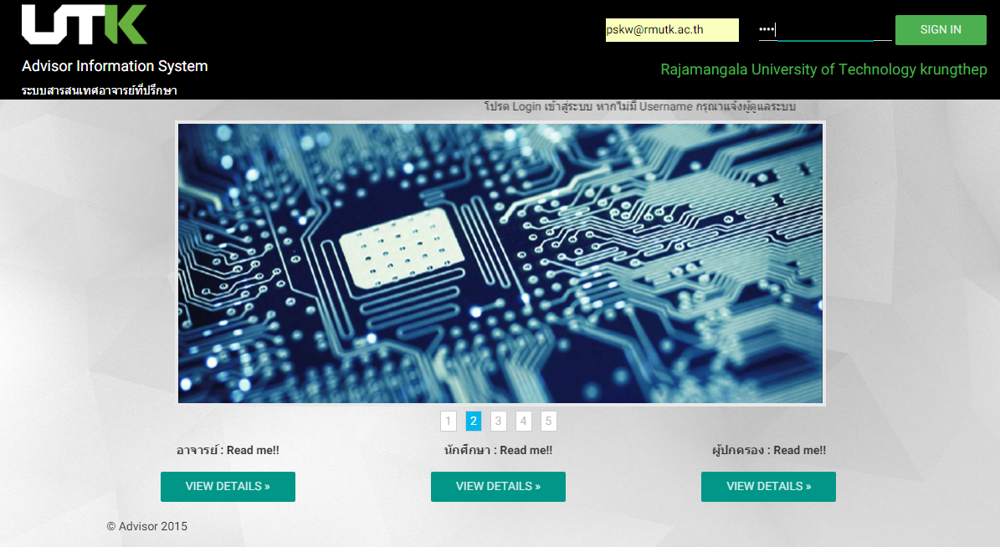 UTK
pskw@rmutk.ac.th
••••
SIGN IN
Advisor Information System
Rajamangala University of Technology krungthep
ระบบสารสนเทศอาจารย์ที่ปรึกษา
โปรด Login เข้าสู่ระบบ หากไม่มี Username กรุณาแจ้งผู้ดูแลระบบ
1 2 3 4 5
อาจารย์ : Read me!!
นักศึกษา : Read me!!
ผู้ปกครอง : Read me!!
VIEW DETAILS »
VIEW DETAILS »
VIEW DETAILS »
© Advisor 2015